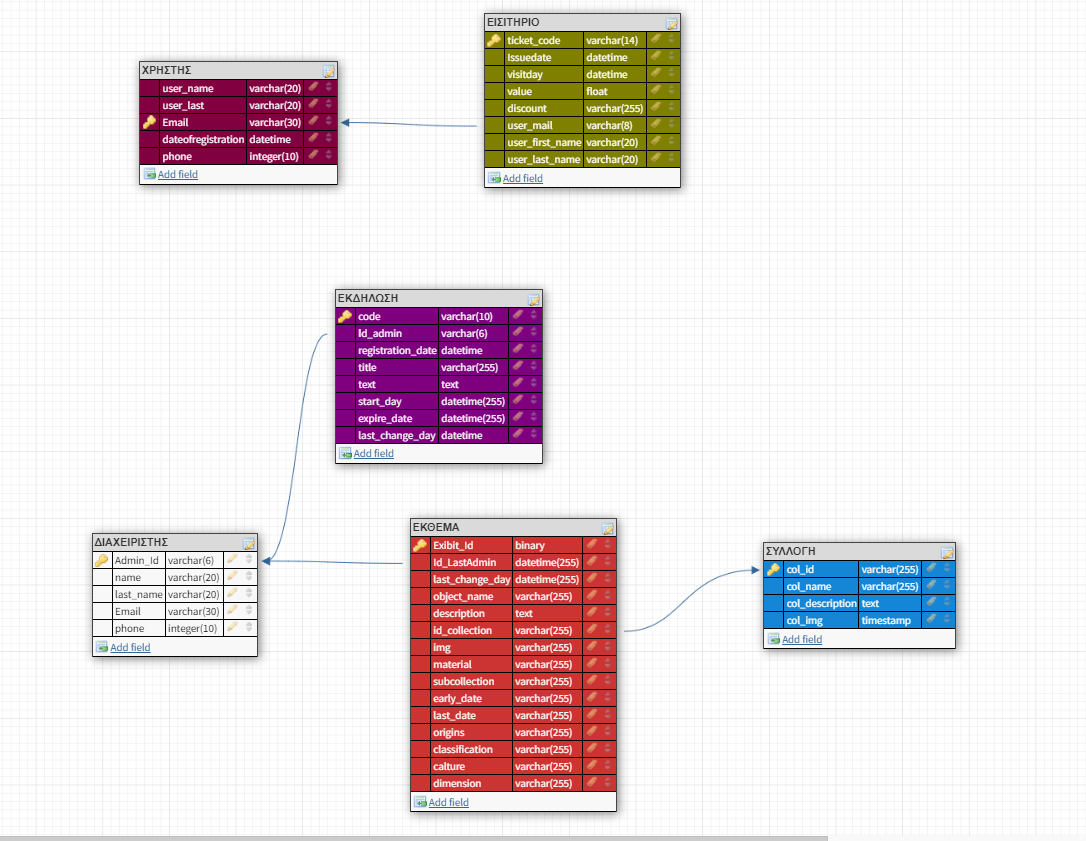 ΧΡΗΣΤΗΣ
user_name varchar(20)
user_last varchar(20)
Email varchar(30)
dateofregistration datetime
phone integer(10)
Add field
ΕΙΣΙΤΗΡΙΟ
ticket_code varchar(14)
Issuedate datetime
visitday datetime
value float
discount varchar(255)
user_mail varchar(8)
user_first_name varchar(20)
user_last_name varchar(20)
Add field
ΕΚΔΗΛΩΣΗ
code varchar(10)
Id_admin varchar(6)
registration_date datetime
title varchar(255)
text text
start_day datetime(255)
expire_date datetime(255)
last_change_day datetime
Add field
ΔΙΑΧΕΙΡΙΣΤΗΣ
Admin_Id varchar(6)
name varchar(20)
last_name varchar(20)
Email varchar(30)
phone integer(10)
Add field
ΕΚΘΕΜΑ
Exibit_Id binary
Id_LastAdmin datetime(255)
last_change_day datetime(255)
object_name varchar(255)
description text
id_collection varchar(255)
img varchar(255)
material varchar(255)
subcollection varchar(255)
early_date varchar(255)
last_date varchar(255)
origins varchar(255)
classification varchar(255)
calture varchar(255)
dimension varchar(255)
Add field
ΣΥΛΛΟΓΗ
col_id varchar(255)
col_name varchar(255)
col_description text
col_img timestamp
Add field